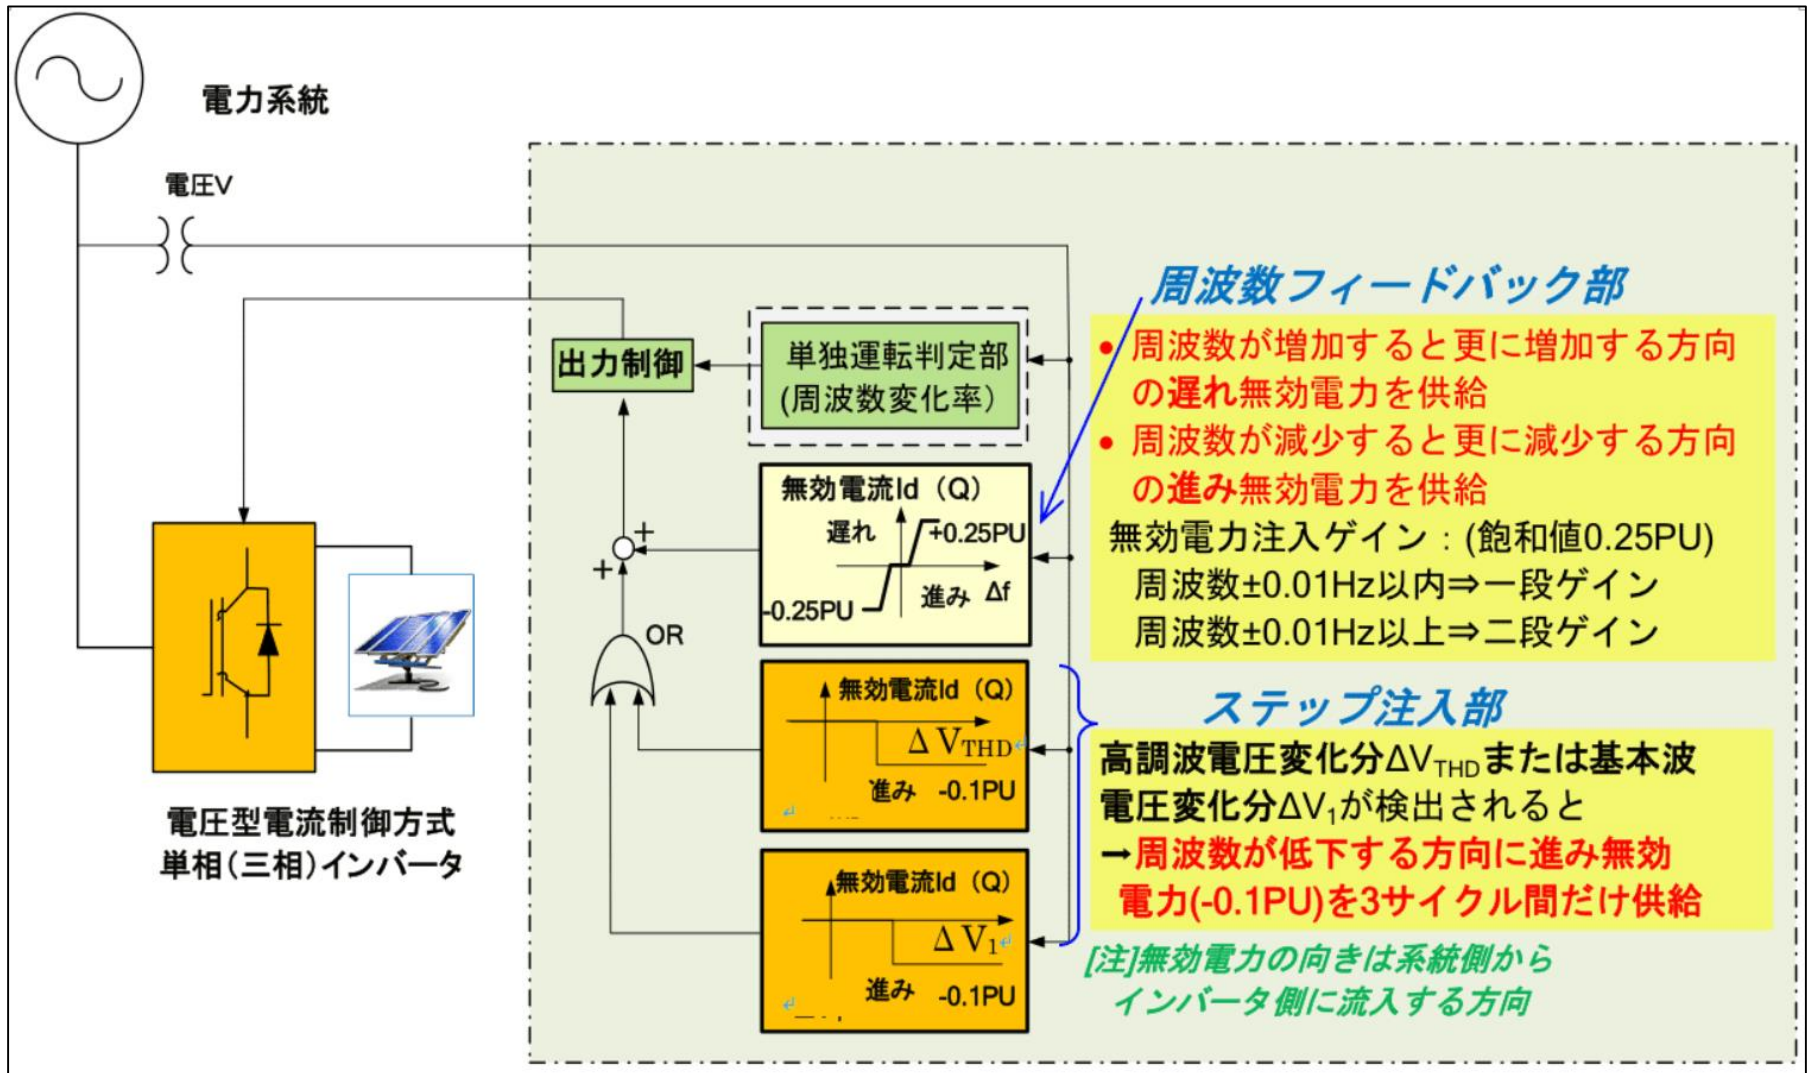 電力系統
電圧V
出力制御
単独運転判定部
(周波数変化率)
周波数フィードバック部
• 周波数が増加すると更に増加する方向
の遅れ無効電力を供給
• 周波数が減少すると更に減少する方向
の進み無効電力を供給
無効電力注入ゲイン：(飽和値0.25PU)
周波数±0.01Hz以内⇒一段ゲイン
周波数±0.01Hz以上⇒二段ゲイン
無効電流Id（Q）
遅れ
+0.25PU
-0.25PU
進み
Δf
+
+
OR
無効電流Id（Q）
ΔVTHD↵
進み -0.1PU
↵
無効電流Id（Q）
ΔV1↵
進み -0.1PU
↵
ステップ注入部
高調波電圧変化分ΔVTHDまたは基本波
電圧変化分ΔV1が検出されると
→周波数が低下する方向に進み無効
電力(-0.1PU)を3サイクル間だけ供給
[注]無効電力の向きは系統側から
インバータ側に流入する方向
電圧型電流制御方式
単相(三相)インバータ